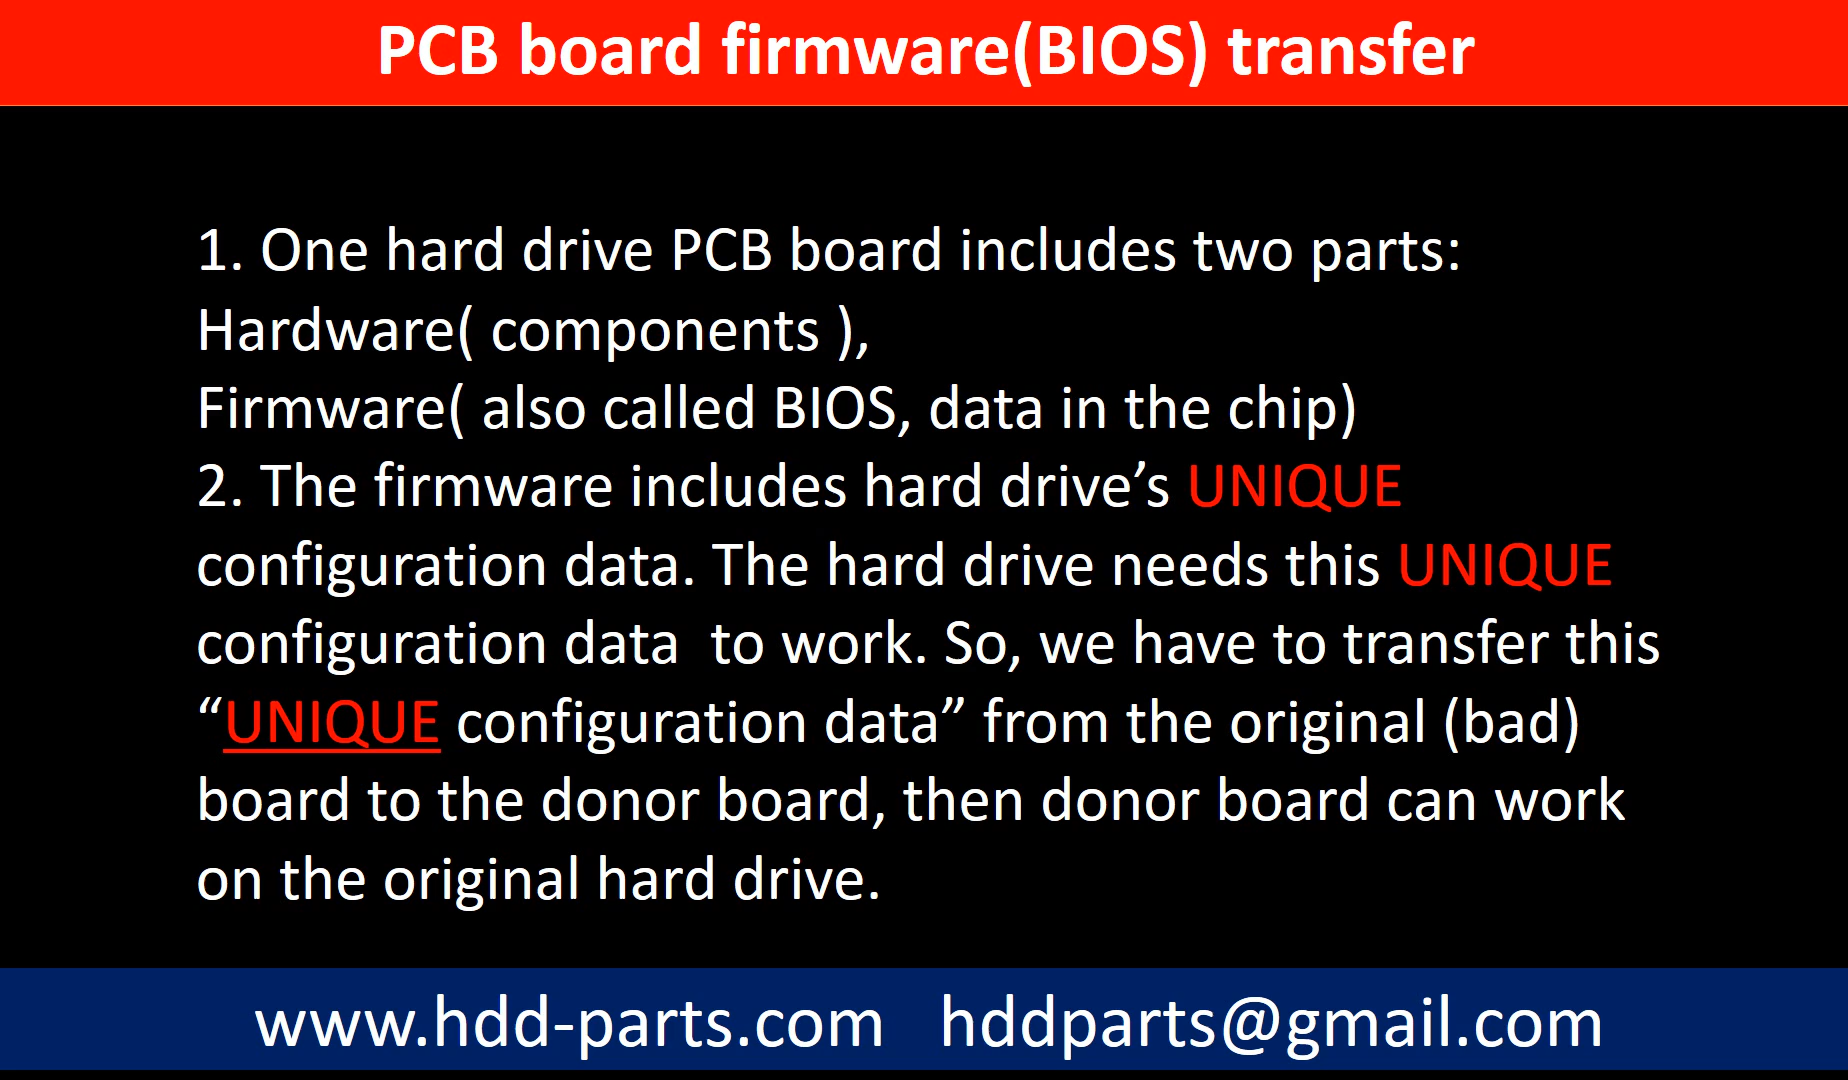 PCB board firmware(BIOS) transfer
1. One hard drive PCB board includes two parts:
Hardware( components ),
Firmware( also called BIOS, data in the chip)
2. The firmware includes hard drive’s UNIQUE
configuration data. The hard drive needs this UNIQUE
configuration data  to work. So, we have to transfer this
“UNIQUE configuration data” from the original (bad)
board to the donor board, then donor board can work
on the original hard drive.
www.hdd-parts.com   hddparts@gmail.com